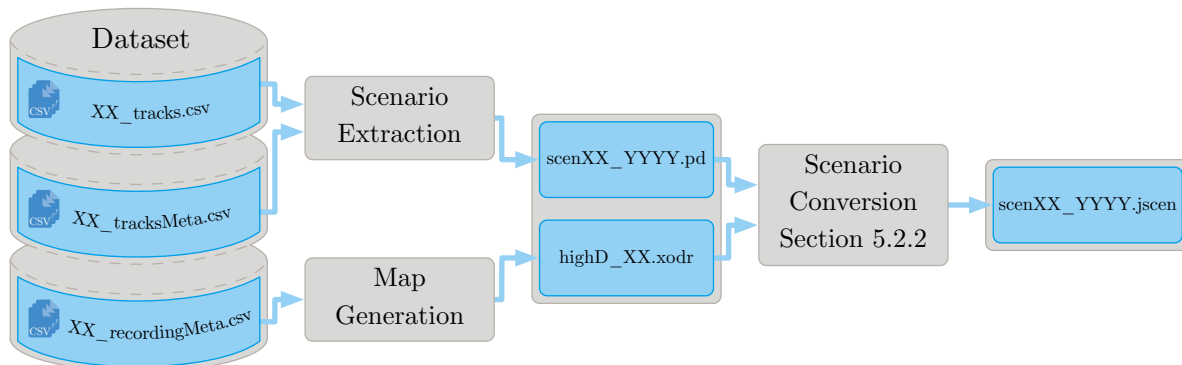 Dataset
CSV
XX_tracks.csv
CSV
XX_tracksMeta.csv
CSV
XX_recordingMeta.csv
Scenario
Extraction
Map
Generation
scenXX_YYYY.pd
highD_XX.xodr
Scenario
Conversion
Section 5.2.2
scenXX_YYYY.jscen